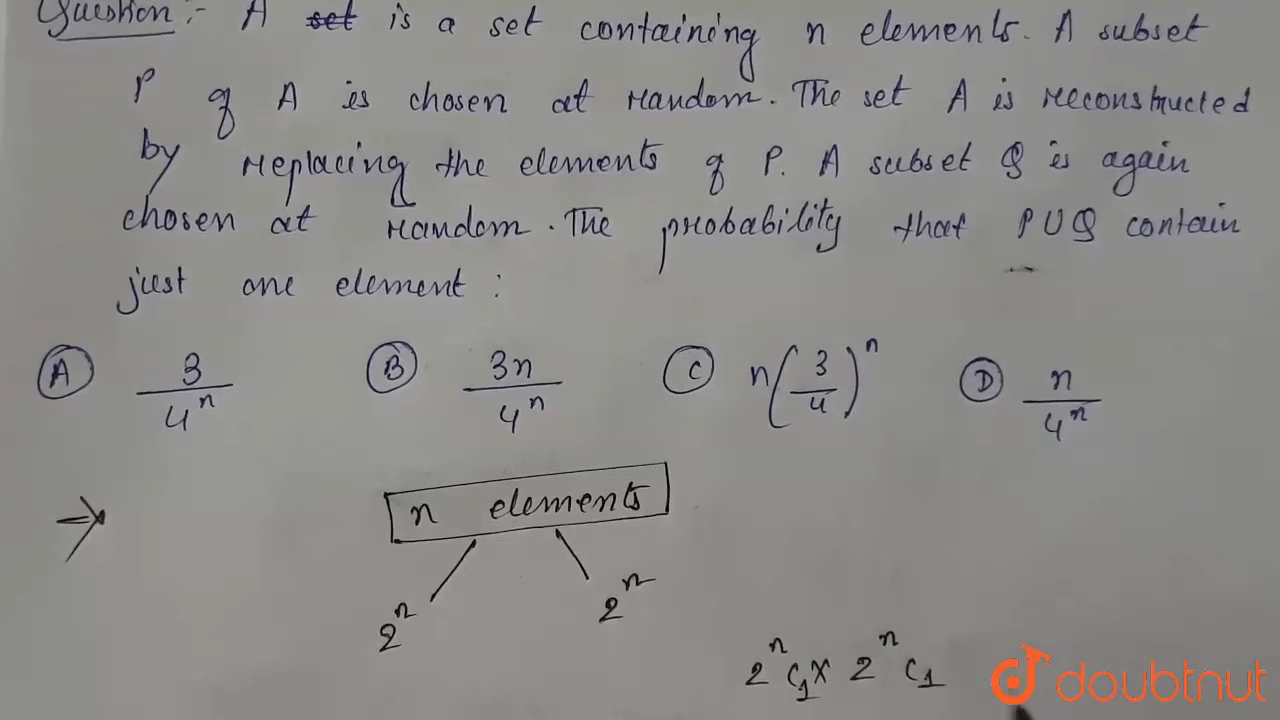 Question :- A set is a set containing n elements. A subset
P of A is chosen at random. The set A is reconstructed
by replacing the elements of P. A subset Q is again
chosen at random. The probability that P∪Q contain
just one element :
(A) 3/4^n (B) 3n/4^n (C) n(3/4)^n (D) n/4^n
→ n elements
2^n 2^n
2^n C_1 × 2^n C_1
doubtnut